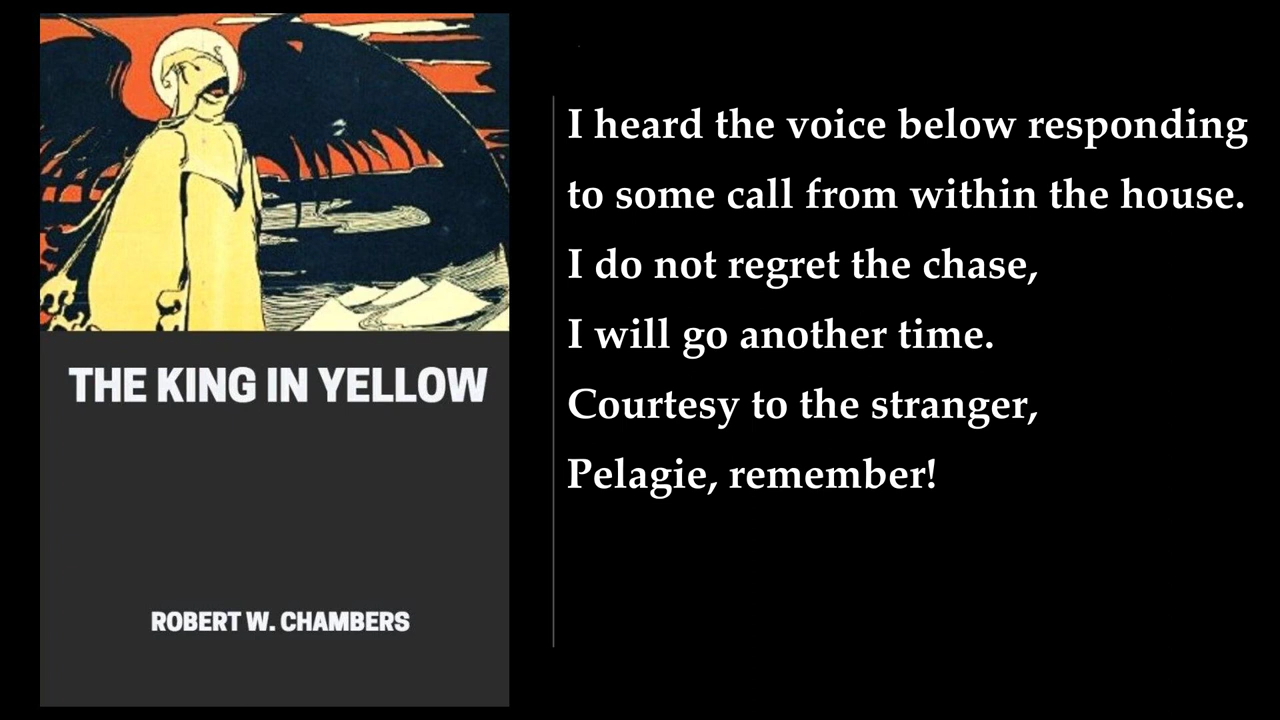 THE KING IN YELLOW
ROBERT W. CHAMBERS
I heard the voice below responding
to some call from within the house.
I do not regret the chase,
I will go another time.
Courtesy to the stranger,
Pelagie, remember!